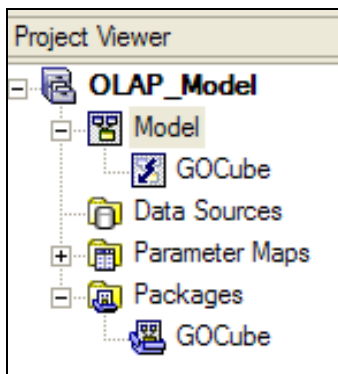 Project Viewer
OLAP_Model
Model
GOCube
Data Sources
Parameter Maps
Packages
GOCube